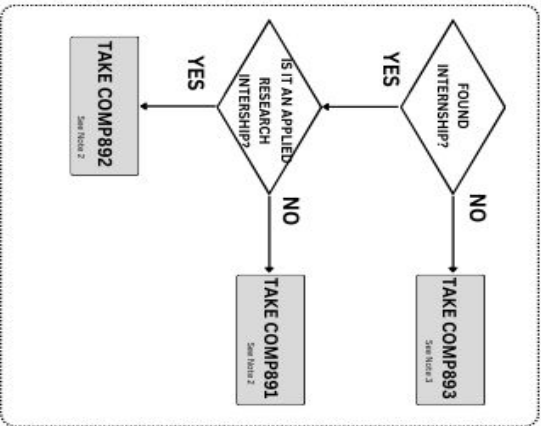 FOUND
INTERNSHIP?
NO
TAKE COMP893
See Note 3
YES
IS IT AN APPLIED
RESEARCH
INTERSHIP?
NO
TAKE COMP891
See Note 2
YES
TAKE COMP892
See Note 2